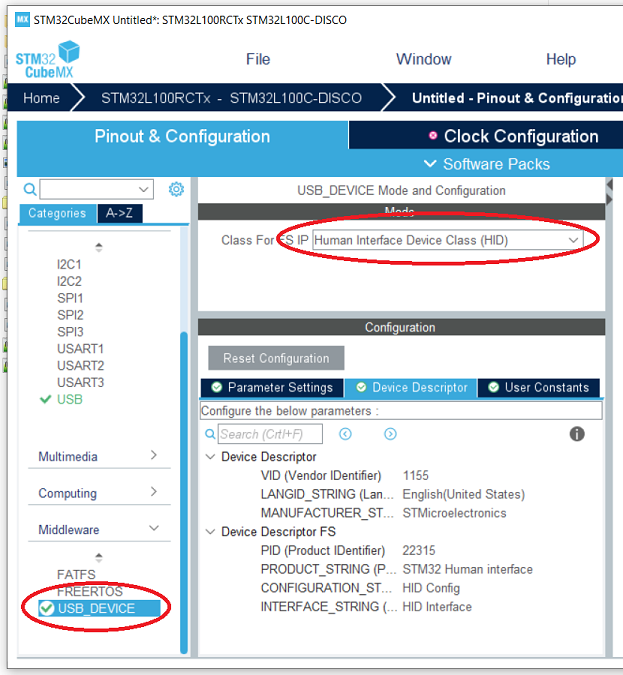 MX STM32CubeMX Untitled*: STM32L100RCTx STM32L100C-DISCO
STM32
CubeMX
File Window Help
Home STM32L100RCTx - STM32L100C-DISCO Untitled - Pinout & Configuration
Pinout & Configuration Clock Configuration
Software Packs
Categories A->Z
I2C1
I2C2
SPI1
SPI2
SPI3
USART1
USART2
USART3
USB
Multimedia
Computing
Middleware
FATFS
FREERTOS
USB_DEVICE
USB_DEVICE Mode and Configuration
Mode
Class For FS IP Human Interface Device Class (HID)
Configuration
Reset Configuration
Parameter Settings Device Descriptor User Constants
Configure the below parameters :
Search (Crtl+F)
Device Descriptor
VID (Vendor IDentifier) 1155
LANGID_STRING (Lan... English(United States)
MANUFACTURER_ST... STMicroelectronics
Device Descriptor FS
PID (Product IDentifier) 22315
PRODUCT_STRING (P... STM32 Human interface
CONFIGURATION_ST... HID Config
INTERFACE_STRING (... HID Interface